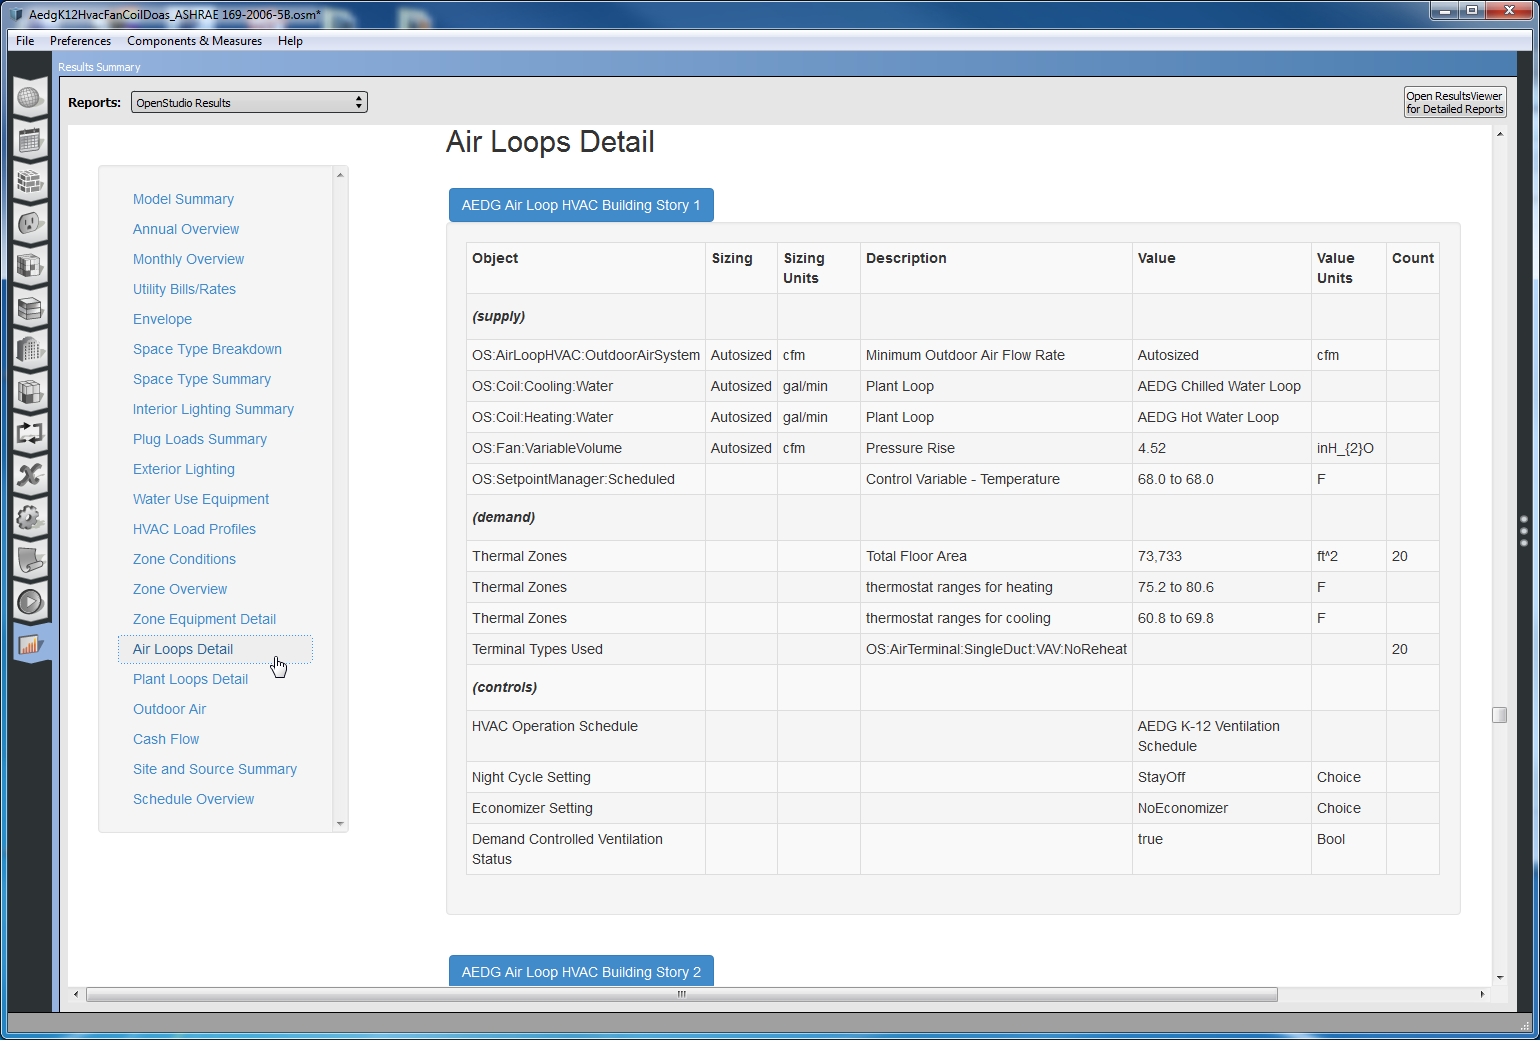 AedgK12HvacFanCoilDoas_ASHRAE 169-2006-5B.osm*
File Preferences Components & Measures Help
Results Summary
Reports: OpenStudio Results
Open ResultsViewer
for Detailed Reports
Model Summary
Annual Overview
Monthly Overview
Utility Bills/Rates
Envelope
Space Type Breakdown
Space Type Summary
Interior Lighting Summary
Plug Loads Summary
Exterior Lighting
Water Use Equipment
HVAC Load Profiles
Zone Conditions
Zone Overview
Zone Equipment Detail
Air Loops Detail
Plant Loops Detail
Outdoor Air
Cash Flow
Site and Source Summary
Schedule Overview
Air Loops Detail
AEDG Air Loop HVAC Building Story 1
Object Sizing Sizing Units Description Value Value Units Count
(supply)
OS:AirLoopHVAC:OutdoorAirSystem Autosized cfm Minimum Outdoor Air Flow Rate Autosized cfm
OS:Coil:Cooling:Water Autosized gal/min Plant Loop AEDG Chilled Water Loop
OS:Coil:Heating:Water Autosized gal/min Plant Loop AEDG Hot Water Loop
OS:Fan:VariableVolume Autosized cfm Pressure Rise 4.52 inH_{2}O
OS:SetpointManager:Scheduled Control Variable - Temperature 68.0 to 68.0 F
(demand)
Thermal Zones Total Floor Area 73,733 ft^2 20
Thermal Zones thermostat ranges for heating 75.2 to 80.6 F
Thermal Zones thermostat ranges for cooling 60.8 to 69.8 F
Terminal Types Used OS:AirTerminal:SingleDuct:VAV:NoReheat 20
(controls)
HVAC Operation Schedule AEDG K-12 Ventilation
Schedule
Night Cycle Setting StayOff Choice
Economizer Setting NoEconomizer Choice
Demand Controlled Ventilation true Bool
Status
AEDG Air Loop HVAC Building Story 2